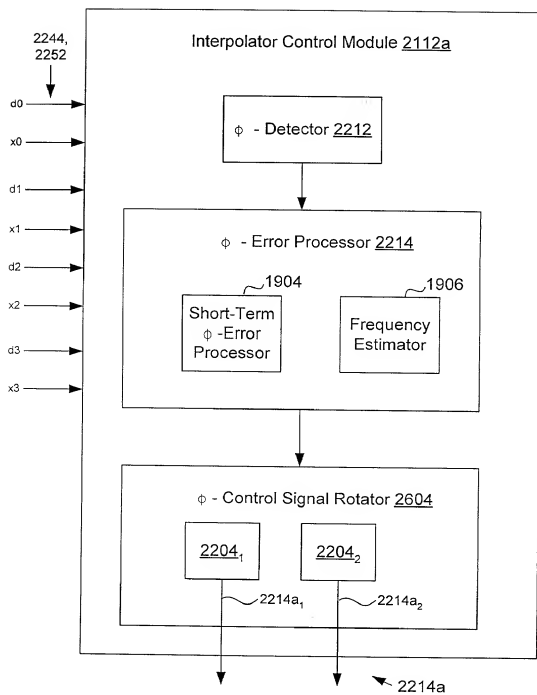 2244,
2252
Interpolator Control Module 2112a
d0
x0
d1
x1
d2
x2
d3
x3
Φ - Detector 2212
Φ - Error Processor 2214
1904
1906
Short-Term
Φ -Error
Processor
Frequency
Estimator
Φ - Control Signal Rotator 2604
2204₁
2204₂
2214a₁
2214a₂
2214a